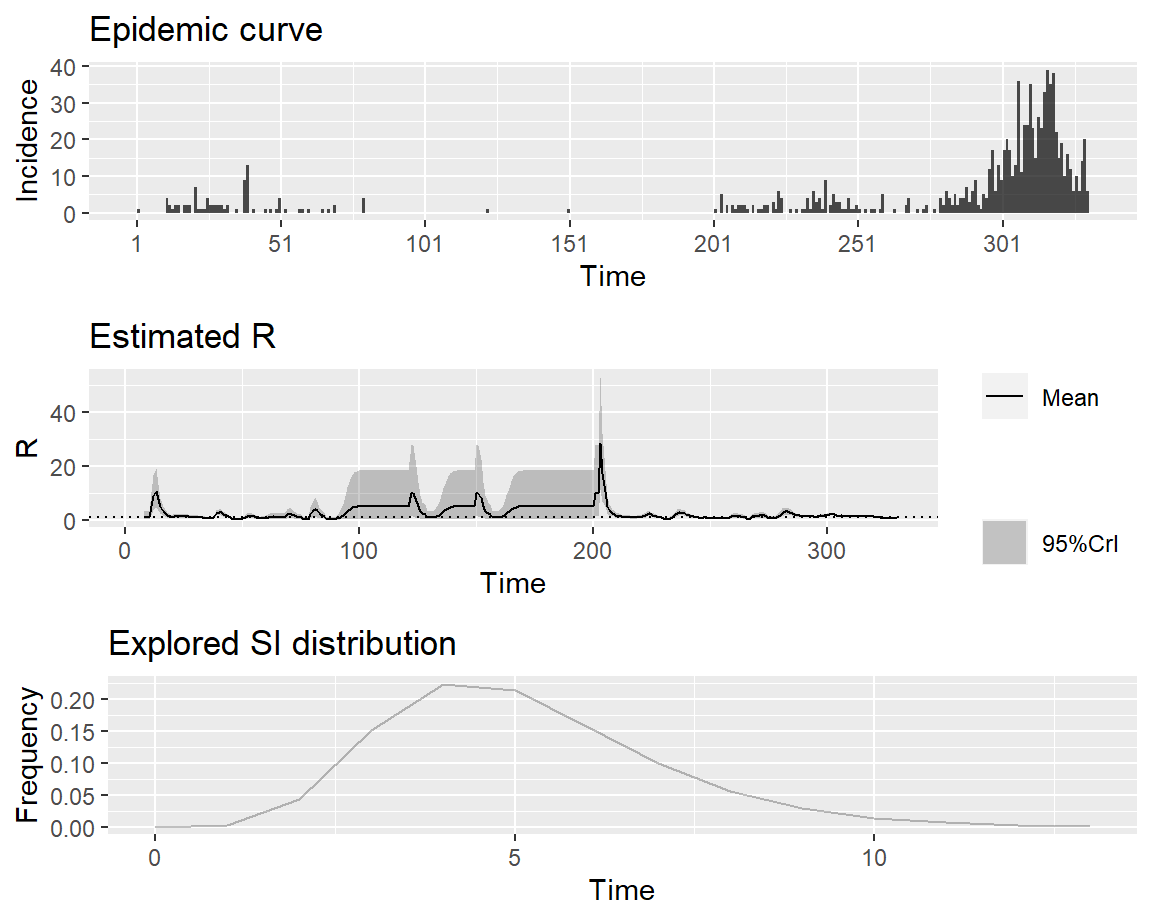 Epidemic curve
Incidence
40
30
20
10
0
1 51 101 151 201 251 301
Time
Estimated R
R
40
20
0
0 100 200 300
Time
Mean
95%CrI
Explored SI distribution
Frequency
0.20
0.15
0.10
0.05
0.00
0 5 10
Time